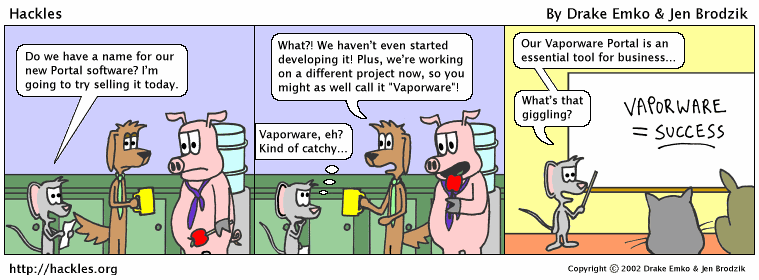 Hackles
By Drake Emko & Jen Brodzik
Do we have a name for our
new Portal software? I'm
going to try selling it today.
What?! We haven't even started
developing it! Plus, we're working
on a different project now, so you
might as well call it "Vaporware"!
Vaporware, eh?
Kind of catchy...
Our Vaporware Portal is an
essential tool for business...
What's that
giggling?
VAPORWARE
= SUCCESS
http://hackles.org
Copyright © 2002 Drake Emko & Jen Brodzik